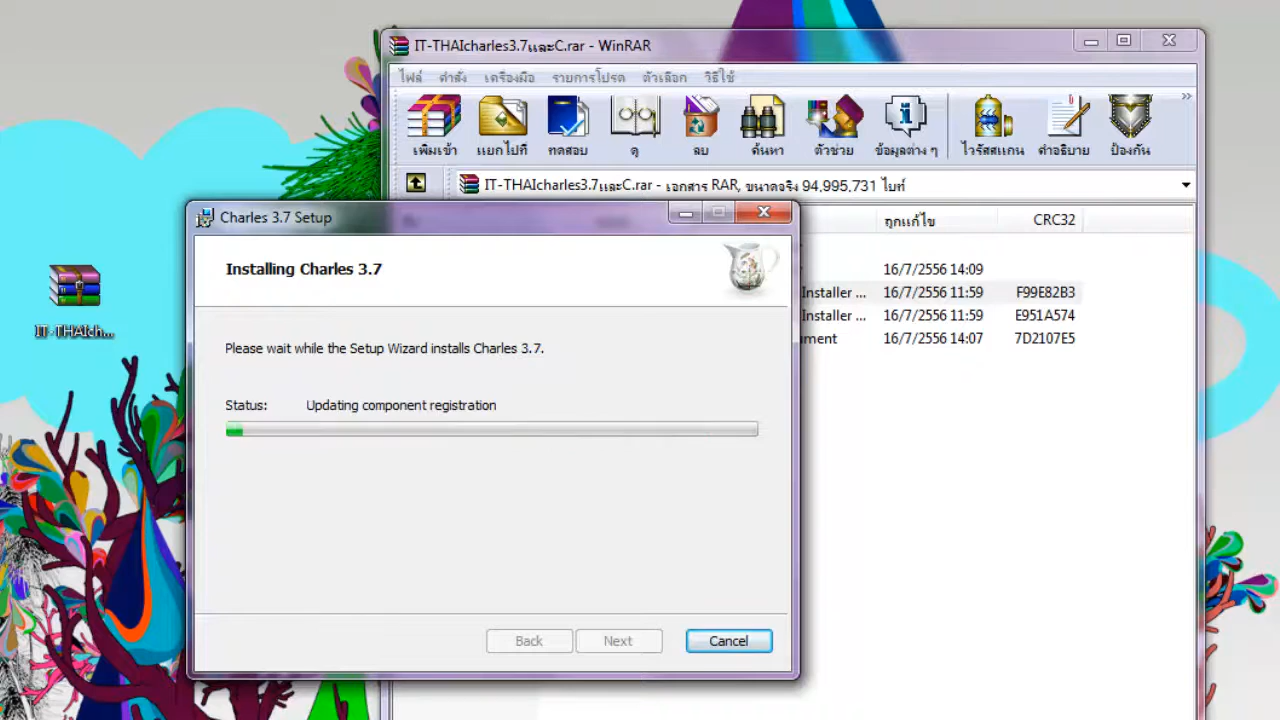 IT-THAIcharles3.7และC.rar - WinRAR
ไฟล์ คำสั่ง เครื่องมือ รายการโปรด ตัวเลือก วิธีใช้
เพิ่มเข้า แยกไปที่ ทดสอบ ดู ลบ ค้นหา ตัวช่วย ข้อมูลต่าง ๆ ไวรัสสแกน คำอธิบาย ป้องกัน
IT-THAIcharles3.7และC.rar - เอกสาร RAR, ขนาดจริง 94,995,731 ไบท์
ถูกแก้ไข CRC32
16/7/2556 14:09
Installer ... 16/7/2556 11:59 F99E82B3
Installer ... 16/7/2556 11:59 E951A574
16/7/2556 14:07 7D2107E5
Charles 3.7 Setup
Installing Charles 3.7
Please wait while the Setup Wizard installs Charles 3.7.
Status: Updating component registration
Back Next Cancel
IT-THAIch...